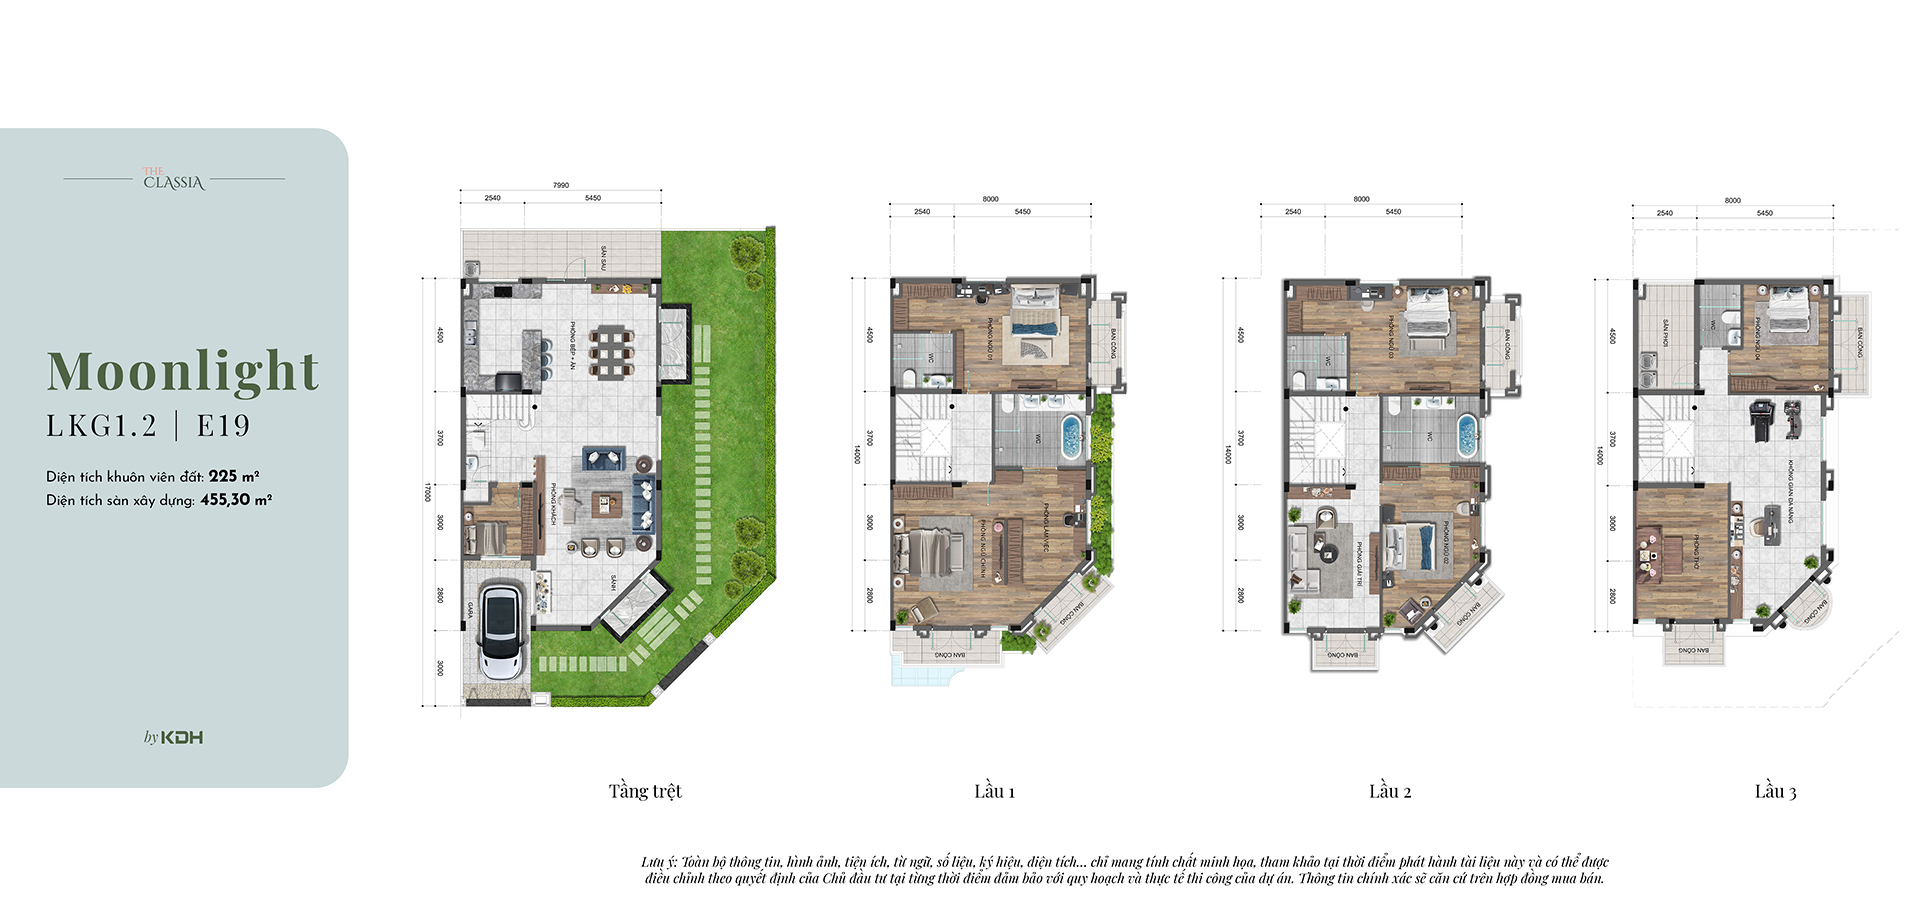 THE
CLASSIA
Moonlight
LKG1.2 | E19
Diện tích khuôn viên đất: 225 m²
Diện tích sàn xây dựng: 455,30 m²
by KDH
7990
2540
5450
17000
4500
3700
3000
2800
3000
SÂN SAU
PHÒNG BẾP + ĂN
PHÒNG KHÁCH
SẢNH
GARA
Tầng trệt
8000
2540
5450
14000
4500
3700
3000
2800
PHÒNG NGỦ 01
BAN CÔNG
WC
WC
PHÒNG LÀM VIỆC
PHÒNG NGỦ CHÍNH
BAN CÔNG
BAN CÔNG
Lầu 1
8000
2540
5450
14000
4500
3700
3000
2800
PHÒNG NGỦ 03
BAN CÔNG
WC
WC
PHÒNG NGỦ 02
PHÒNG GIẢI TRÍ
BAN CÔNG
BAN CÔNG
Lầu 2
8000
2540
5450
14000
4500
3700
3000
2800
SÂN PHƠI
WC
PHÒNG NGỦ 04
BAN CÔNG
KHÔNG GIAN ĐA NĂNG
PHÒNG THỜ
BAN CÔNG
BAN CÔNG
Lầu 3
Lưu ý: Toàn bộ thông tin, hình ảnh, tiện ích, từ ngữ, số liệu, ký hiệu, diện tích... chỉ mang tính chất minh họa, tham khảo tại thời điểm phát hành tài liệu này và có thể được
điều chỉnh theo quyết định của Chủ đầu tư tại từng thời điểm đảm bảo với quy hoạch và thực tế thi công của dự án. Thông tin chính xác sẽ căn cứ trên hợp đồng mua bán.